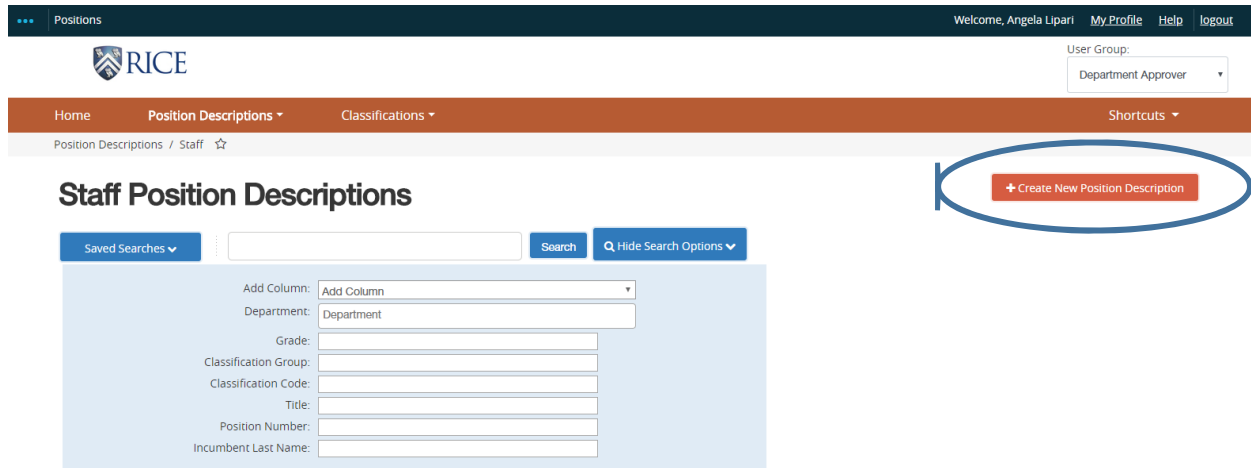 Positions Welcome, Angela Lipari My Profile Help logout
RICE
User Group:
Department Approver
Home Position Descriptions Classifications Shortcuts
Position Descriptions / Staff
Staff Position Descriptions
+ Create New Position Description
Saved Searches Search Hide Search Options
Add Column: Add Column
Department: Department
Grade:
Classification Group:
Classification Code:
Title:
Position Number:
Incumbent Last Name: